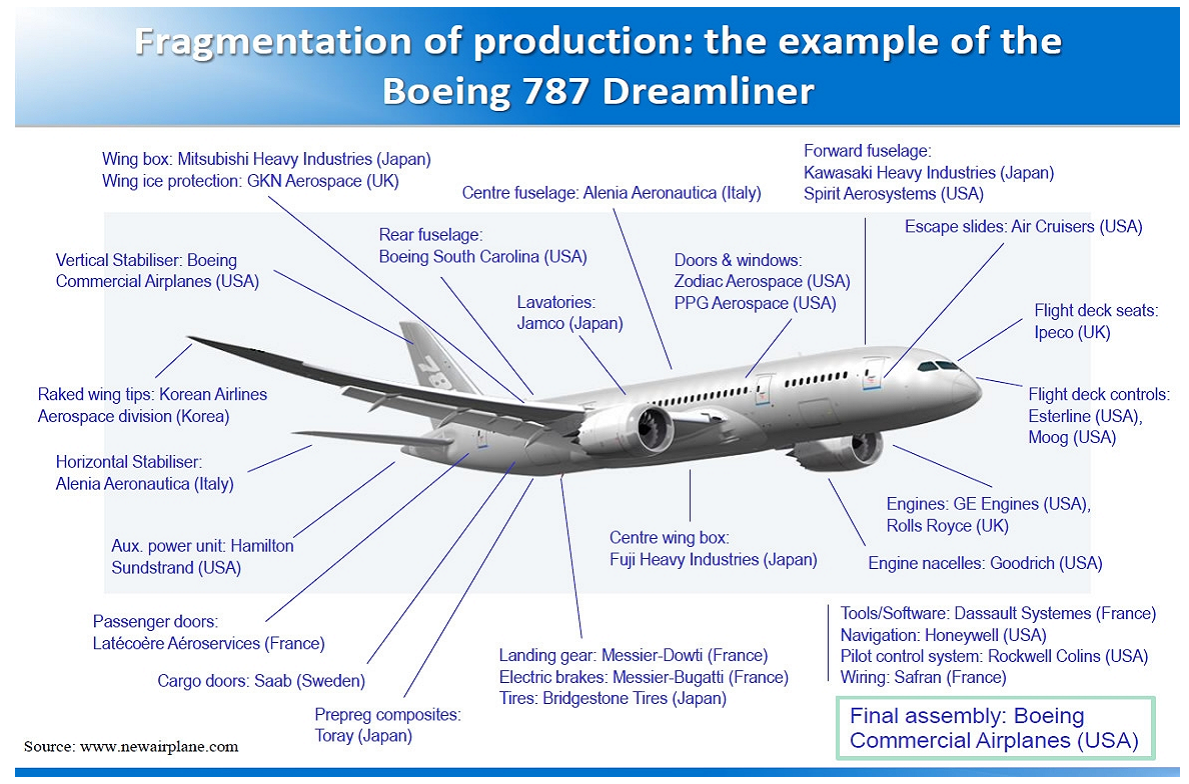 Fragmentation of production: the example of the
Boeing 787 Dreamliner
Wing box: Mitsubishi Heavy Industries (Japan)
Wing ice protection: GKN Aerospace (UK)
Centre fuselage: Alenia Aeronautica (Italy)
Forward fuselage:
Kawasaki Heavy Industries (Japan)
Spirit Aerosystems (USA)
Escape slides: Air Cruisers (USA)
Rear fuselage:
Boeing South Carolina (USA)
Vertical Stabiliser: Boeing
Commercial Airplanes (USA)
Doors & windows:
Zodiac Aerospace (USA)
PPG Aerospace (USA)
Lavatories:
Jamco (Japan)
Flight deck seats:
Ipeco (UK)
787
Raked wing tips: Korean Airlines
Aerospace division (Korea)
Flight deck controls:
Esterline (USA),
Moog (USA)
Horizontal Stabiliser:
Alenia Aeronautica (Italy)
Engines: GE Engines (USA),
Rolls Royce (UK)
Aux. power unit: Hamilton
Sundstrand (USA)
Centre wing box:
Fuji Heavy Industries (Japan)
Engine nacelles: Goodrich (USA)
Passenger doors:
Latécoère Aéroservices (France)
Tools/Software: Dassault Systemes (France)
Navigation: Honeywell (USA)
Pilot control system: Rockwell Colins (USA)
Wiring: Safran (France)
Cargo doors: Saab (Sweden)
Landing gear: Messier-Dowti (France)
Electric brakes: Messier-Bugatti (France)
Tires: Bridgestone Tires (Japan)
Prepreg composites:
Toray (Japan)
Final assembly: Boeing
Commercial Airplanes (USA)
Source: www.newairplane.com